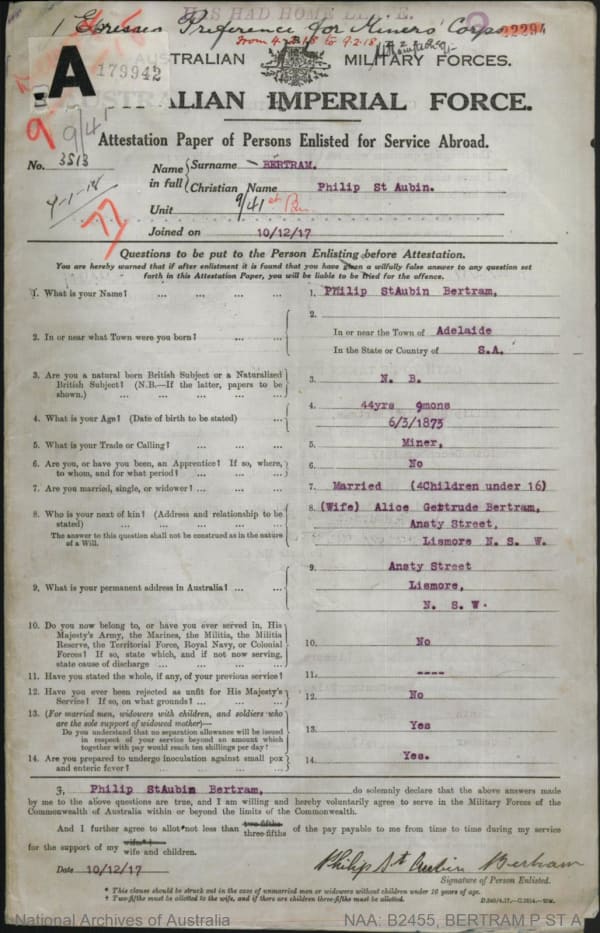 HAS HAD HOME LEAVE.
1 Expresses Preference for Miners' Corps
From 4.2.18 to 9.2.18
A
179942
AUSTRALIAN MILITARY FORCES.
AUSTRALIAN IMPERIAL FORCE.
9/41
Attestation Paper of Persons Enlisted for Service Abroad.
No. 3513
Name in full { Surname BERTRAM.
Christian Name Philip St Aubin.
Unit 9/41st Bn.
Joined on 10/12/17
9-1-18
77
Questions to be put to the Person Enlisting before Attestation.
You are hereby warned that if after enlistment it is found that you have given a wilfully false answer to any question set
forth in this Attestation Paper, you will be liable to be tried for the offence.
1. What is your Name? ... ... ... ... 1. Philip StAubin Bertram,
2. In or near what Town were you born? ... ... 2. In or near the Town of Adelaide
In the State or Country of S.A.
3. Are you a natural born British Subject or a Naturalized
British Subject? (N.B.—If the latter, papers to be
shown.) ... ... ... ... 3. N. B.
4. What is your Age? (Date of birth to be stated) ... 4. 44yrs 9mons
6/3/1873
5. What is your Trade or Calling? ... ... ... 5. Miner,
6. Are you, or have you been, an Apprentice? If so, where,
to whom, and for what period? ... ... ... 6. No
7. Are you married, single, or widower? ... ... ... 7. Married (4Children under 16)
8. Who is your next of kin? (Address and relationship to be
stated) ... ... ... ...
The answer to this question shall not be construed as in the nature
of a Will.
8. (Wife) Alice Gertrude Bertram,
Ansty Street,
Lismore N. S. W.
9. What is your permanent address in Australia? ... ... 9. Ansty Street
Lismore,
N. S. W.
10. Do you now belong to, or have you ever served in, His
Majesty's Army, the Marines, the Militia, the Militia
Reserve, the Territorial Force, Royal Navy, or Colonial
Forces? If so, state which, and if not now serving,
state cause of discharge ... ... ... ... 10. No
11. Have you stated the whole, if any, of your previous service? 11. ----
12. Have you ever been rejected as unfit for His Majesty's
Service? If so, on what grounds? ... ... ... 12. No
13. (For married men, widowers with children, and soldiers who
are the sole support of widowed mother)—
Do you understand that no separation allowance will be issued
in respect of your service beyond an amount which
together with pay would reach ten shillings per day?
13. Yes
14. Are you prepared to undergo inoculation against small pox
and enteric fever? ... ... ... ... 14. Yes.
I, Philip StAubin Bertram, do solemnly declare that the above answers made
by me to the above questions are true, and I am willing and hereby voluntarily agree to serve in the Military Forces of the
Commonwealth of Australia within or beyond the limits of the Commonwealth.
And I further agree to allot*not less than two-fifths three-fifths of the pay payable to me from time to time during my service
for the support of my wife*† wife and children.
Date 10/12/17
Philip St Aubin Bertram
Signature of Person Enlisted.
* This clause should be struck out in the case of unmarried men or widowers without children under 16 years of age.
† Two-fifths must be allotted to the wife, and if there are children three-fifths must be allotted.
National Archives of Australia
NAA: B2455, BERTRAM P ST A